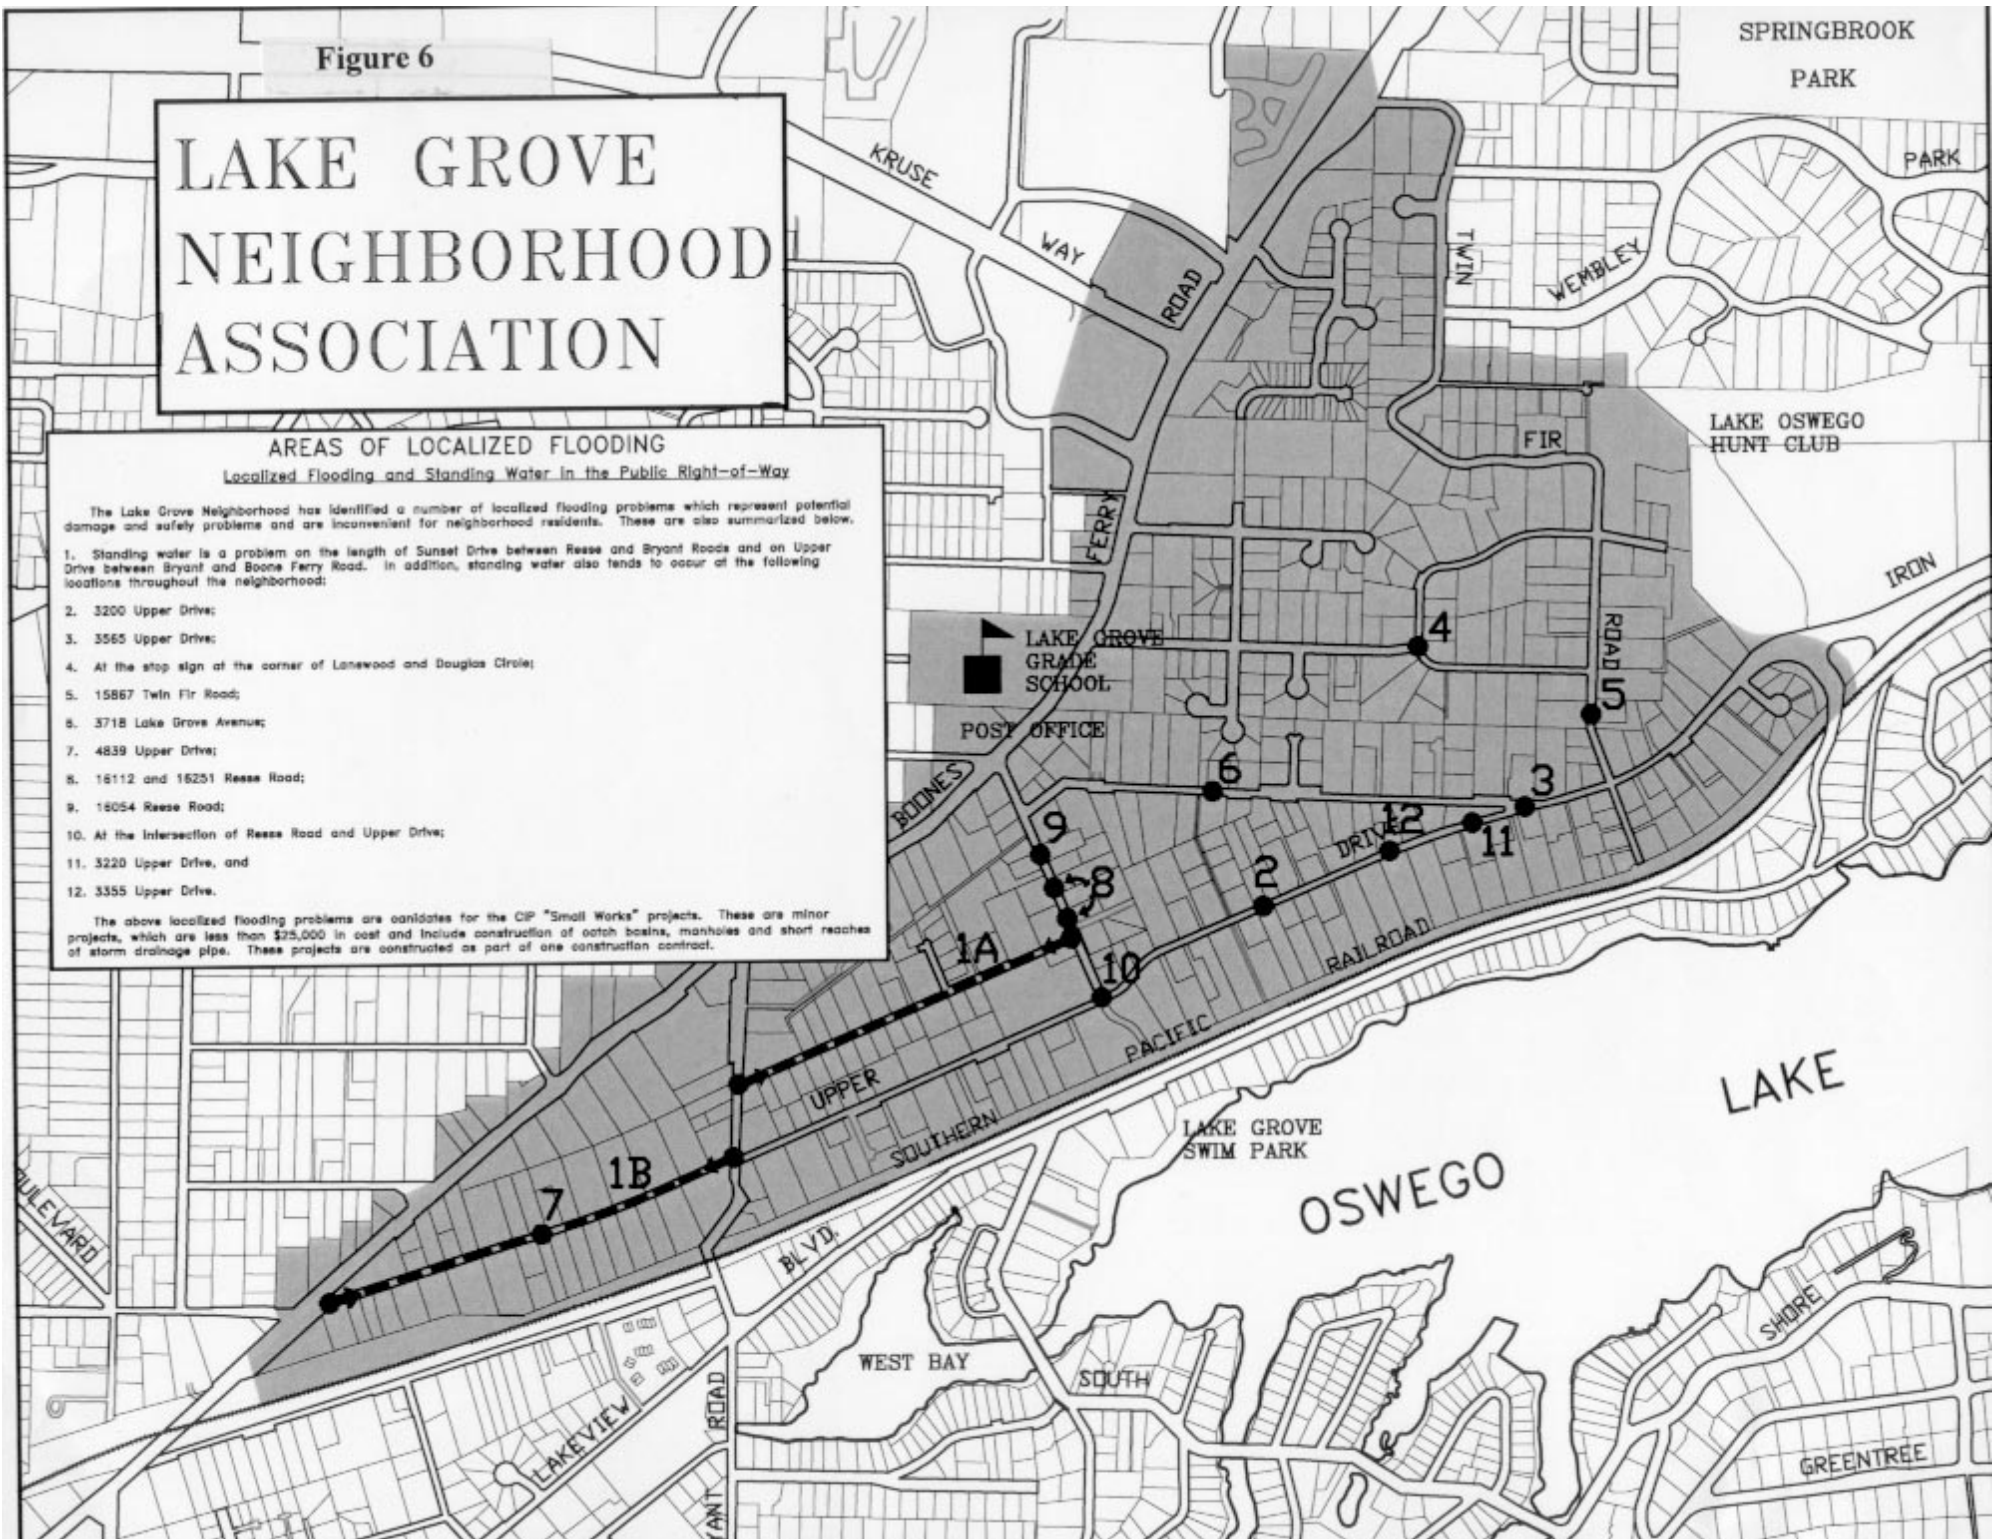 Figure 6
LAKE GROVE
NEIGHBORHOOD
ASSOCIATION
AREAS OF LOCALIZED FLOODING
Localized Flooding and Standing Water in the Public Right-of-Way
The Lake Grove Neighborhood has identified a number of localized flooding problems which represent potential
damage and safety problems and are inconvenient for neighborhood residents. These are also summarized below.
1. Standing water is a problem on the length of Sunset Drive between Reese and Bryant Roads and on Upper
Drive between Bryant and Boone Ferry Road. In addition, standing water also tends to occur at the following
locations throughout the neighborhood:
2. 3200 Upper Drive;
3. 3565 Upper Drive;
4. At the stop sign at the corner of Lanewood and Douglas Circle;
5. 15867 Twin Fir Road;
6. 3718 Lake Grove Avenue;
7. 4839 Upper Drive;
8. 16112 and 16251 Reese Road;
9. 16054 Reese Road;
10. At the intersection of Reese Road and Upper Drive;
11. 3220 Upper Drive, and
12. 3355 Upper Drive.
The above localized flooding problems are canidates for the CIP "Small Works" projects. These are minor
projects, which are less than $25,000 in cost and include construction of catch basins, manholes and short reaches
of storm drainage pipe. These projects are constructed as part of one construction contract.
SPRINGBROOK
PARK
KRUSE
WAY
ROAD
TWIN
WEMBLEY
PARK
FIR
LAKE OSWEGO
HUNT CLUB
FERRY
IRON
4
LAKE GROVE
GRADE
SCHOOL
ROAD
5
POST OFFICE
BOONES
6
3
9
DRIVE
12
11
8
2
1A
10
RAILROAD
PACIFIC
UPPER
SOUTHERN
LAKE
LAKE GROVE
SWIM PARK
OSWEGO
1B
7
BLVD.
ULEVARD
WEST BAY
SOUTH
SHORE
ROAD
LAKEVIEW
GREENTREE
YANT